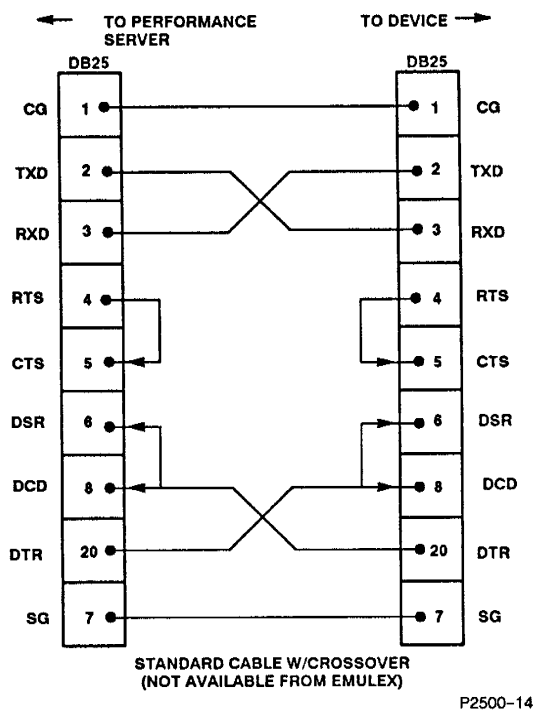 TO PERFORMANCE SERVER TO DEVICE
DB25 DB25
CG 1 1 CG
TXD 2 2 TXD
RXD 3 3 RXD
RTS 4 4 RTS
CTS 5 5 CTS
DSR 6 6 DSR
DCD 8 8 DCD
DTR 20 20 DTR
SG 7 7 SG
STANDARD CABLE W/CROSSOVER
(NOT AVAILABLE FROM EMULEX)
P2500-14